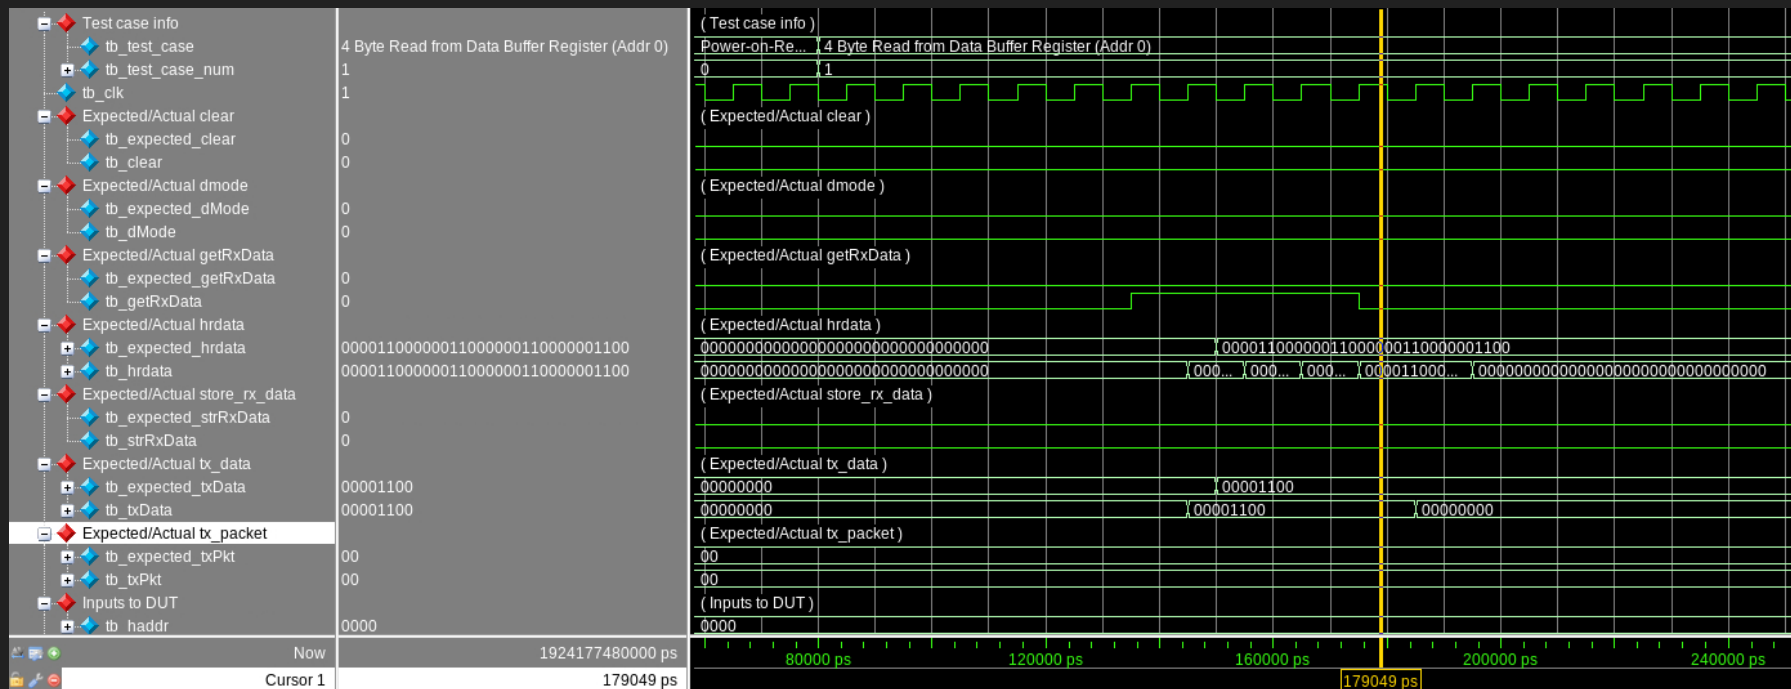 Test case info ( Test case info )
tb_test_case 4 Byte Read from Data Buffer Register (Addr 0) Power-on-Re... 4 Byte Read from Data Buffer Register (Addr 0)
tb_test_case_num 1 0 1
tb_clk 1
Expected/Actual clear ( Expected/Actual clear )
tb_expected_clear 0
tb_clear 0
Expected/Actual dmode ( Expected/Actual dmode )
tb_expected_dMode 0
tb_dMode 0
Expected/Actual getRxData ( Expected/Actual getRxData )
tb_expected_getRxData 0
tb_getRxData 0
Expected/Actual hrdata ( Expected/Actual hrdata )
tb_expected_hrdata 00001100000011000000110000001100 00000000000000000000000000000000 00001100000011000000110000001100
tb_hrdata 00001100000011000000110000001100 00000000000000000000000000000000 000... 000... 000... 000011000... 00000000000000000000000000000000
Expected/Actual store_rx_data ( Expected/Actual store_rx_data )
tb_expected_strRxData 0
tb_strRxData 0
Expected/Actual tx_data ( Expected/Actual tx_data )
tb_expected_txData 00001100 00000000 00001100
tb_txData 00001100 00000000 00001100 00000000
Expected/Actual tx_packet ( Expected/Actual tx_packet )
tb_expected_txPkt 00 00
tb_txPkt 00 00
Inputs to DUT ( Inputs to DUT )
tb_haddr 0000 0000
Now 1924177480000 ps 80000 ps 120000 ps 160000 ps 200000 ps 240000 ps
Cursor 1 179049 ps 179049 ps